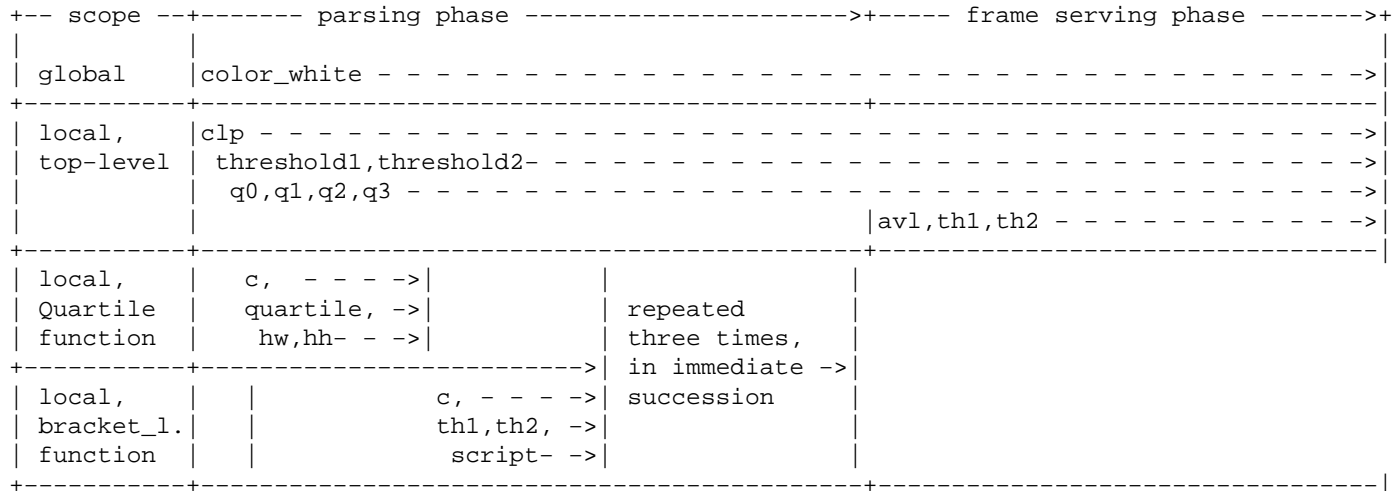 +-- scope --+------- parsing phase ---------------------->+----- frame serving phase ------->+
| | |
| global |color_white - - - - - - - - - - - - - - - - - - - - - - - - - - - - - - - - - - - - - - - - ->|
+-----------+---------------------------------------------+----------------------------------|
| local, |clp - - - - - - - - - - - - - - - - - - - - - - - - - - - - - - - - - - - - - - - - - - - - - ->|
| top-level | threshold1,threshold2- - - - - - - - - - - - - - - - - - - - - - - - - - - - - ->|
| | q0,q1,q2,q3 - - - - - - - - - - - - - - - - - - - - - - - - - - - - - - - - - - - ->|
| | |avl,th1,th2 - - - - - - - - - - ->|
+-----------+---------------------------------------------+----------------------------------|
| local, | c, - - - ->| | |
| Quartile | quartile, ->| | repeated |
| function | hw,hh- - ->| | three times, |
+-----------+-------------------------->| in immediate ->|
| local, | | c, - - - ->| succession |
| bracket_l.| | th1,th2, ->| |
| function | | script- ->| |
+-----------+---------------------------------------------+----------------------------------|